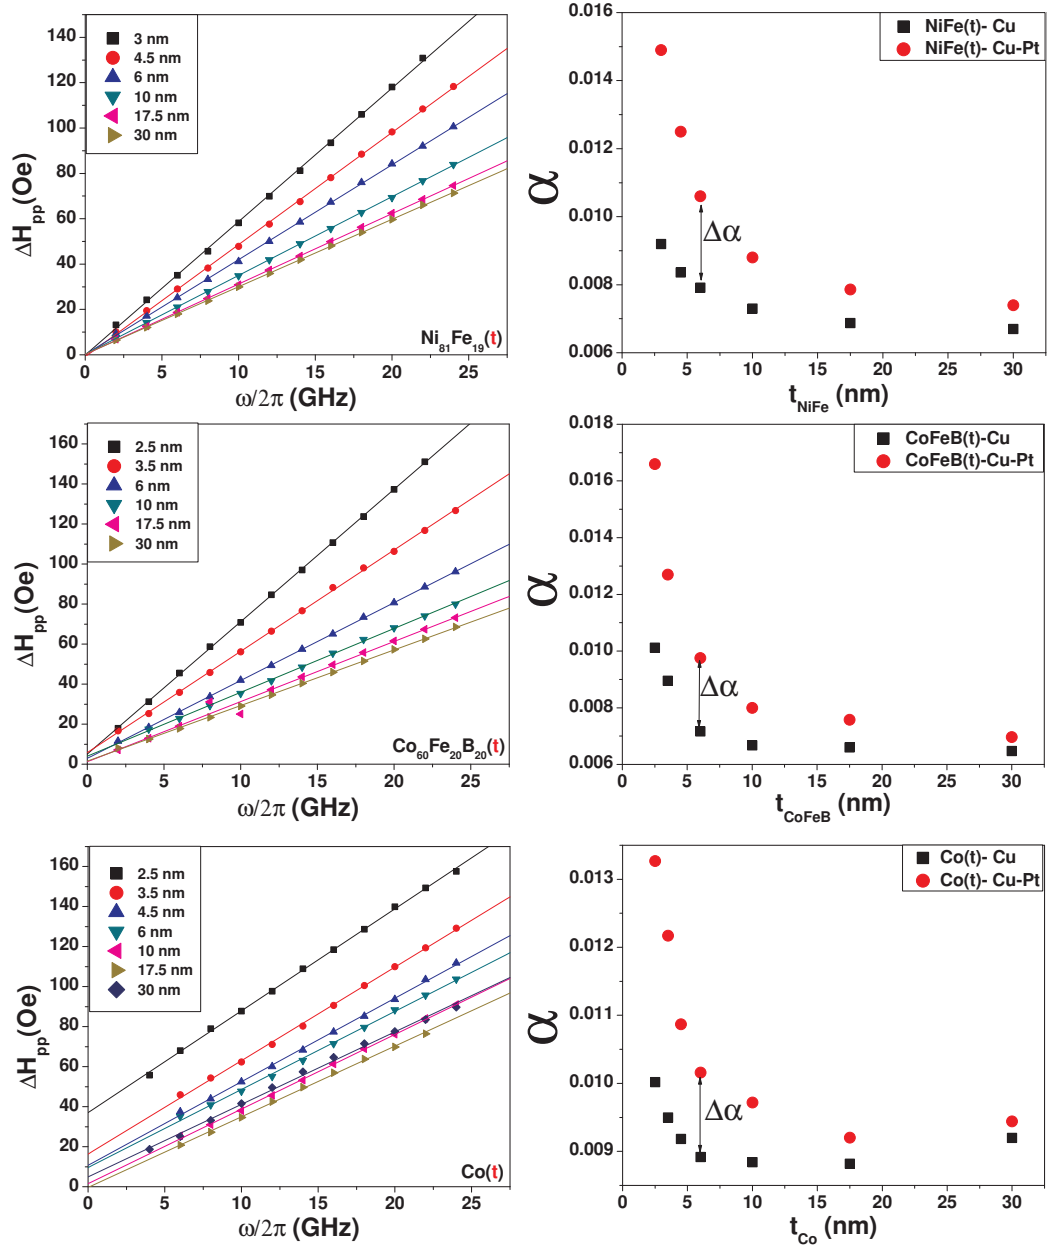 140
120
100
80
60
40
20
0
ΔH_pp(Oe)
3 nm
4.5 nm
6 nm
10 nm
17.5 nm
30 nm
Ni₈₁Fe₁₉(t)
0 5 10 15 20 25
ω/2π (GHz)
0.016
0.014
0.012
0.010
0.008
0.006
α
NiFe(t)- Cu
NiFe(t)- Cu-Pt
Δα
0 5 10 15 20 25 30
t_NiFe (nm)
160
140
120
100
80
60
40
20
0
ΔH_pp(Oe)
2.5 nm
3.5 nm
6 nm
10 nm
17.5 nm
30 nm
Co₆₀Fe₂₀B₂₀(t)
0 5 10 15 20 25
ω/2π (GHz)
0.018
0.016
0.014
0.012
0.010
0.008
0.006
α
CoFeB(t)-Cu
CoFeB(t)-Cu-Pt
Δα
0 5 10 15 20 25 30
t_CoFeB (nm)
160
140
120
100
80
60
40
20
0
ΔH_pp(Oe)
2.5 nm
3.5 nm
4.5 nm
6 nm
10 nm
17.5 nm
30 nm
Co(t)
0 5 10 15 20 25
ω/2π (GHz)
0.013
0.012
0.011
0.010
0.009
α
Co(t)- Cu
Co(t)- Cu-Pt
Δα
0 5 10 15 20 25 30
t_Co (nm)